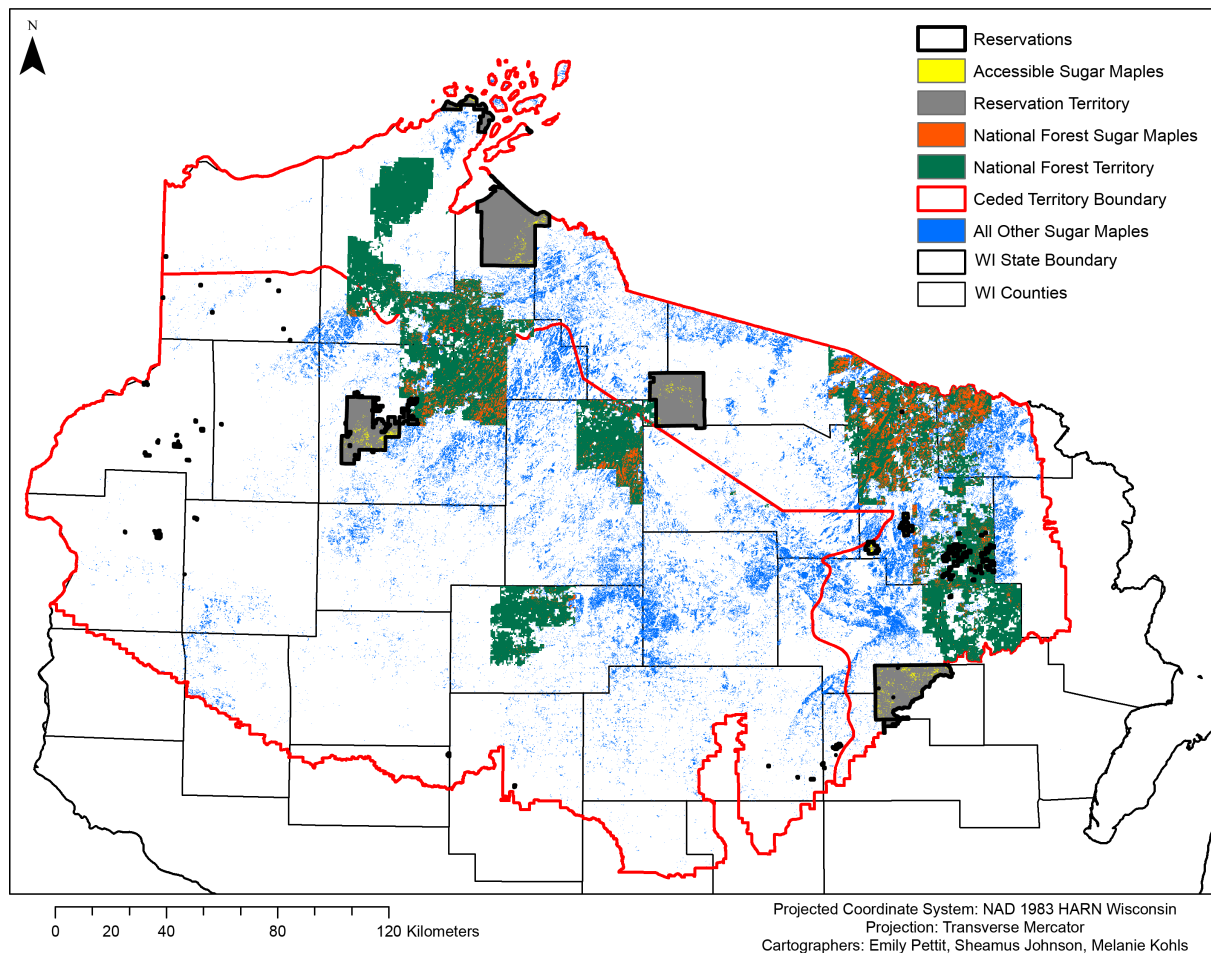 N
Reservations
Accessible Sugar Maples
Reservation Territory
National Forest Sugar Maples
National Forest Territory
Ceded Territory Boundary
All Other Sugar Maples
WI State Boundary
WI Counties
0 20 40 80 120 Kilometers
Projected Coordinate System: NAD 1983 HARN Wisconsin
Projection: Transverse Mercator
Cartographers: Emily Pettit, Sheamus Johnson, Melanie Kohls